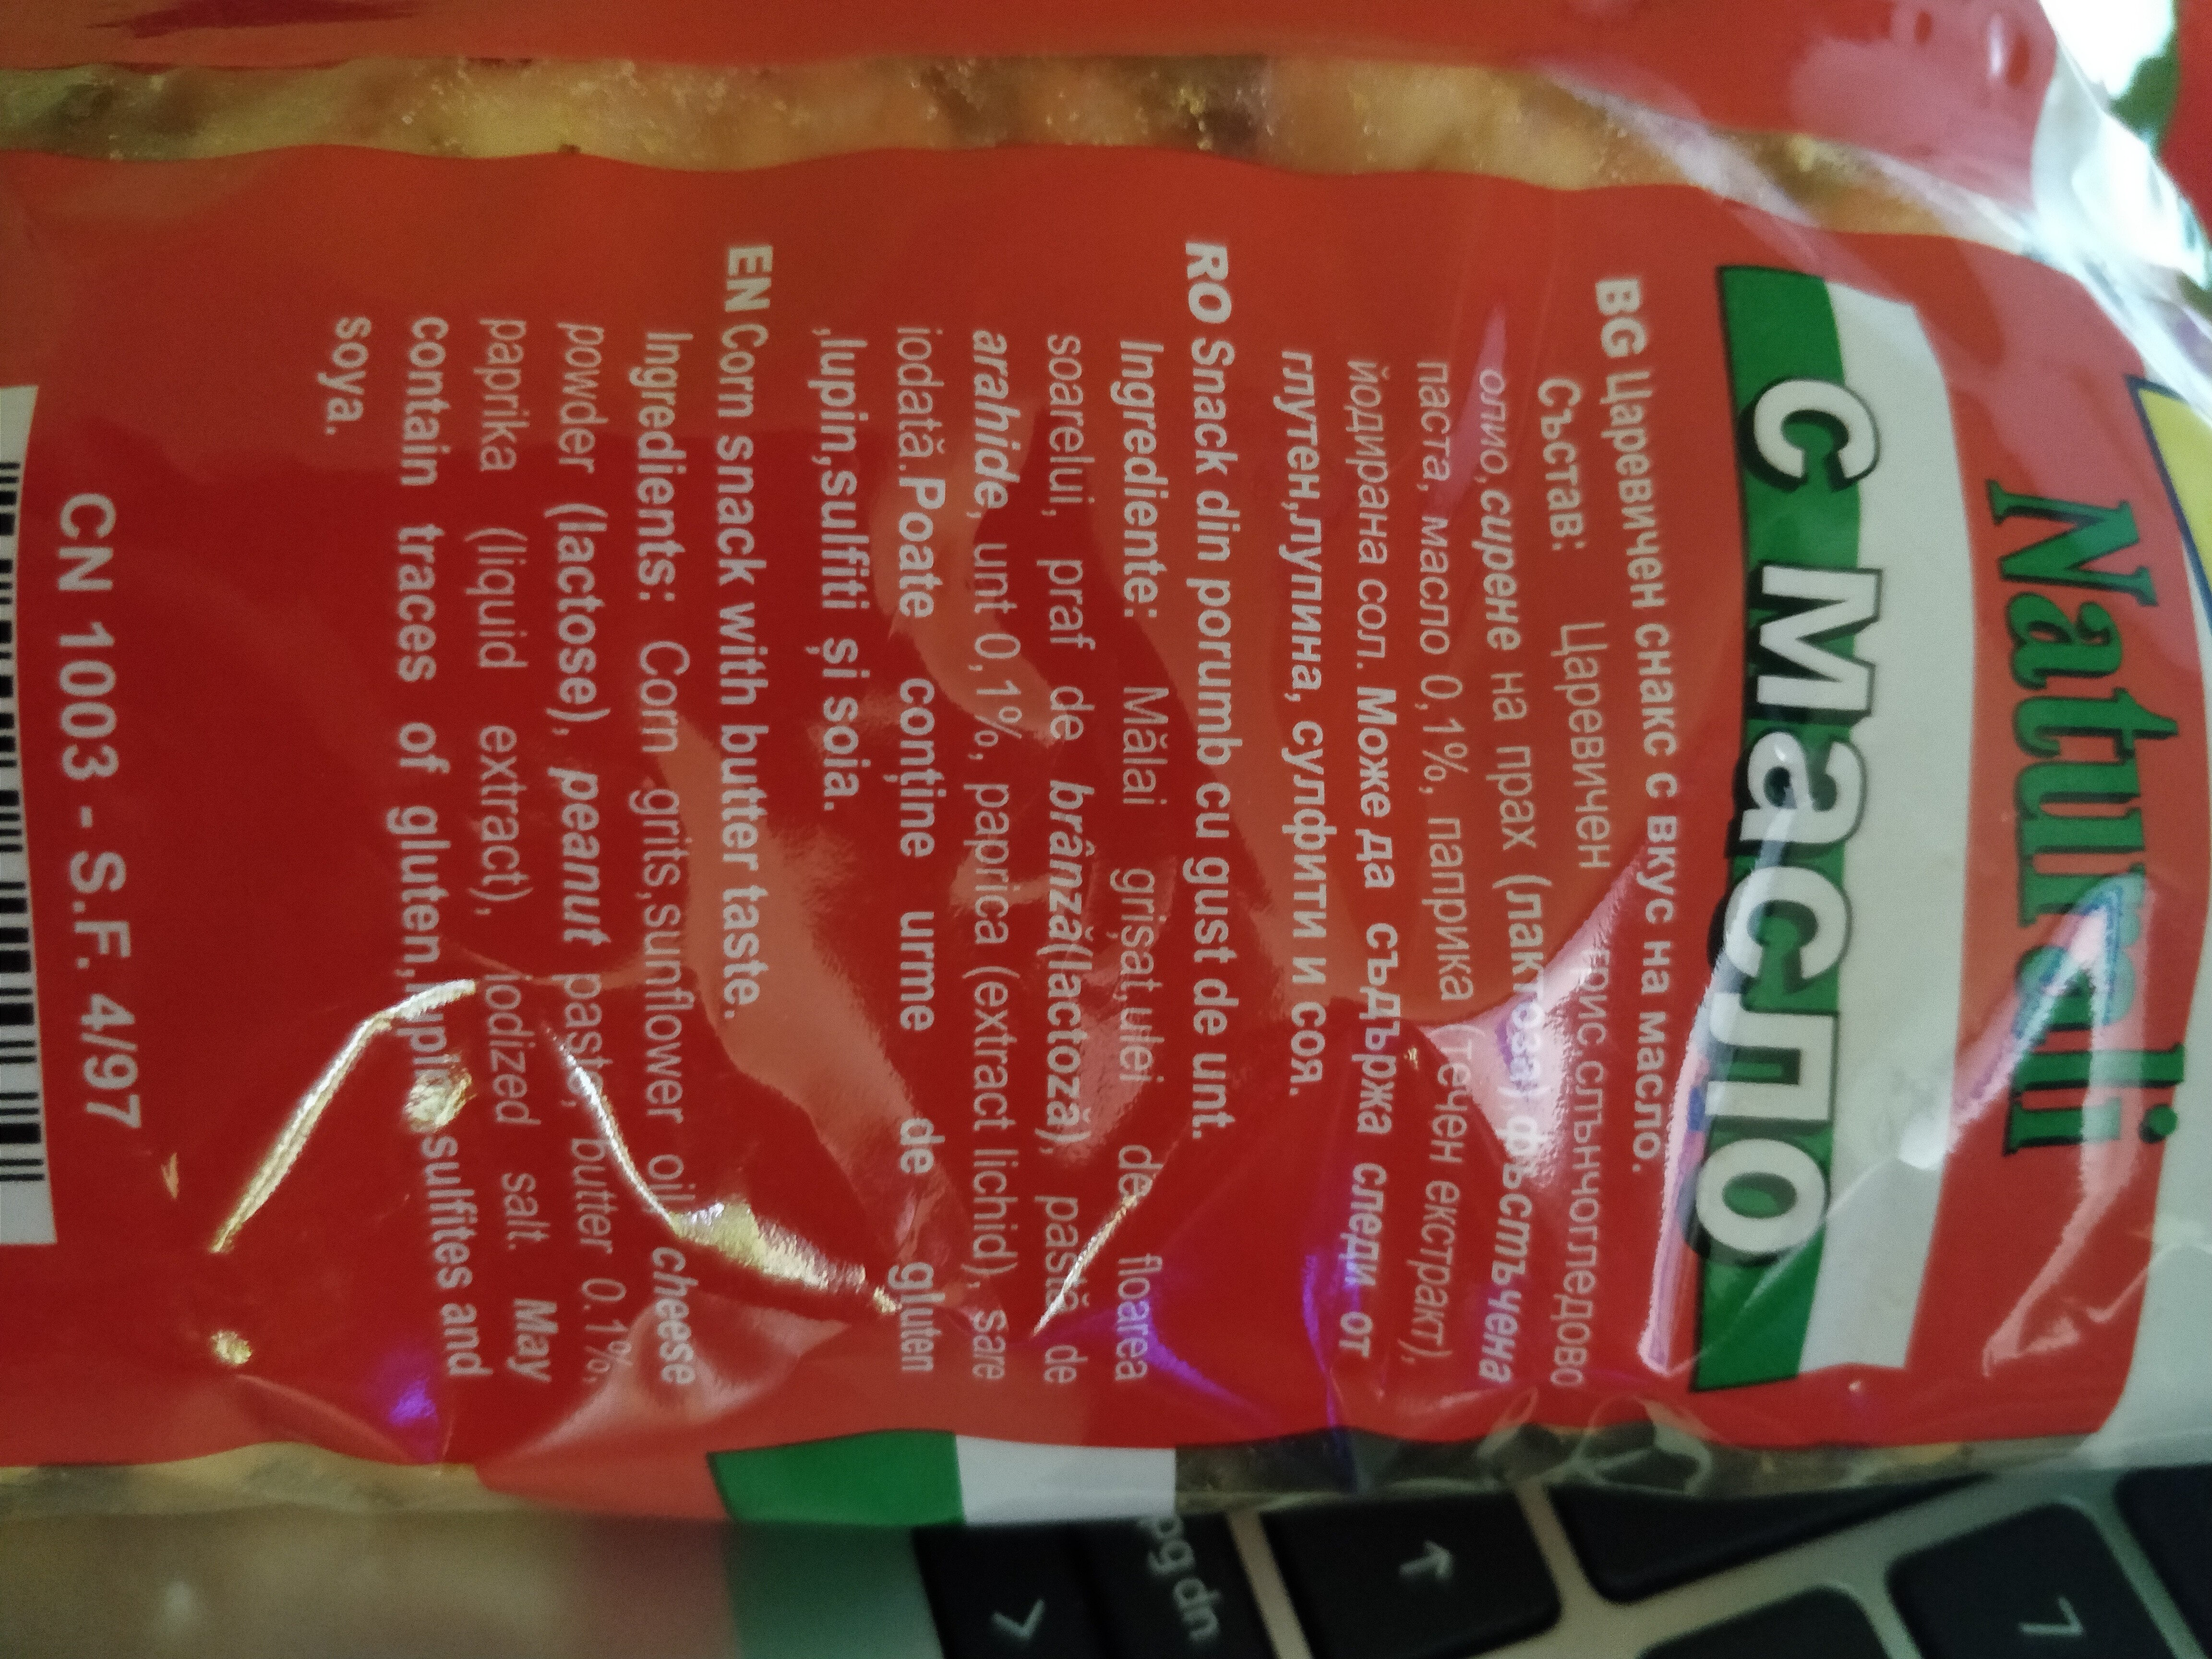 Naturali
С Масло
BG Царевичен снакс с вкус на масло.
Състав: Царевичен грис,слънчогледово
олио,сирене на прах (лактоза),фъстъчена
паста, масло 0,1%, паприка (течен екстракт),
йодирана сол. Може да съдържа следи от
глутен,лупина, сулфити и соя.
RO Snack din porumb cu gust de unt.
Ingrediente: Mălai grișat,ulei de floarea
soarelui, praf de brânză(lactoză), pastă de
arahide, unt 0,1%, paprica (extract lichid), sare
iodată.Poate conține urme de gluten
,lupin,sulfiti și soia.
EN Corn snack with butter taste.
Ingredients: Corn grits,sunflower oil, cheese
powder (lactose), peanut paste, butter 0.1%,
paprika (liquid extract), iodized salt. May
contain traces of gluten,lupin,sulfites and
soya.
CN 1003 - S.F. 4/97
pg dn